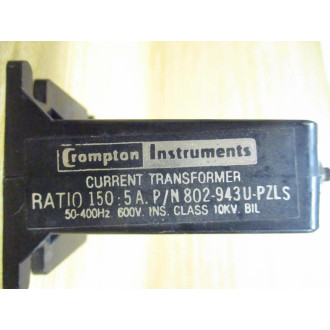 Crompton Instruments
CURRENT TRANSFORMER
RATIO 150:5A. P/N 802-943U-PZLS
50-400Hz 600V. INS. CLASS 10KV. BIL